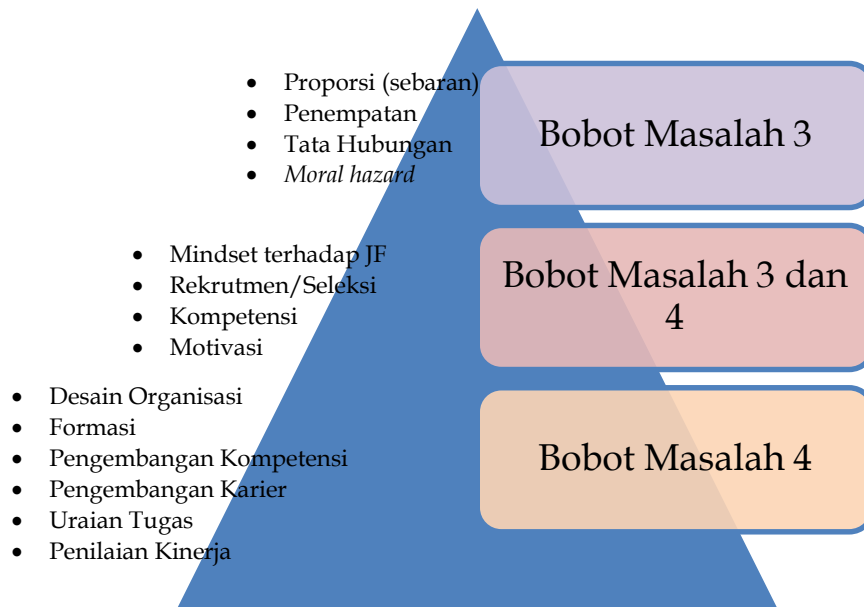 • Proporsi (sebaran)
• Penempatan
• Tata Hubungan
• Moral hazard
Bobot Masalah 3
• Mindset terhadap JF
• Rekrutmen/Seleksi
• Kompetensi
• Motivasi
Bobot Masalah 3 dan
4
• Desain Organisasi
• Formasi
• Pengembangan Kompetensi
• Pengembangan Karier
• Uraian Tugas
• Penilaian Kinerja
Bobot Masalah 4